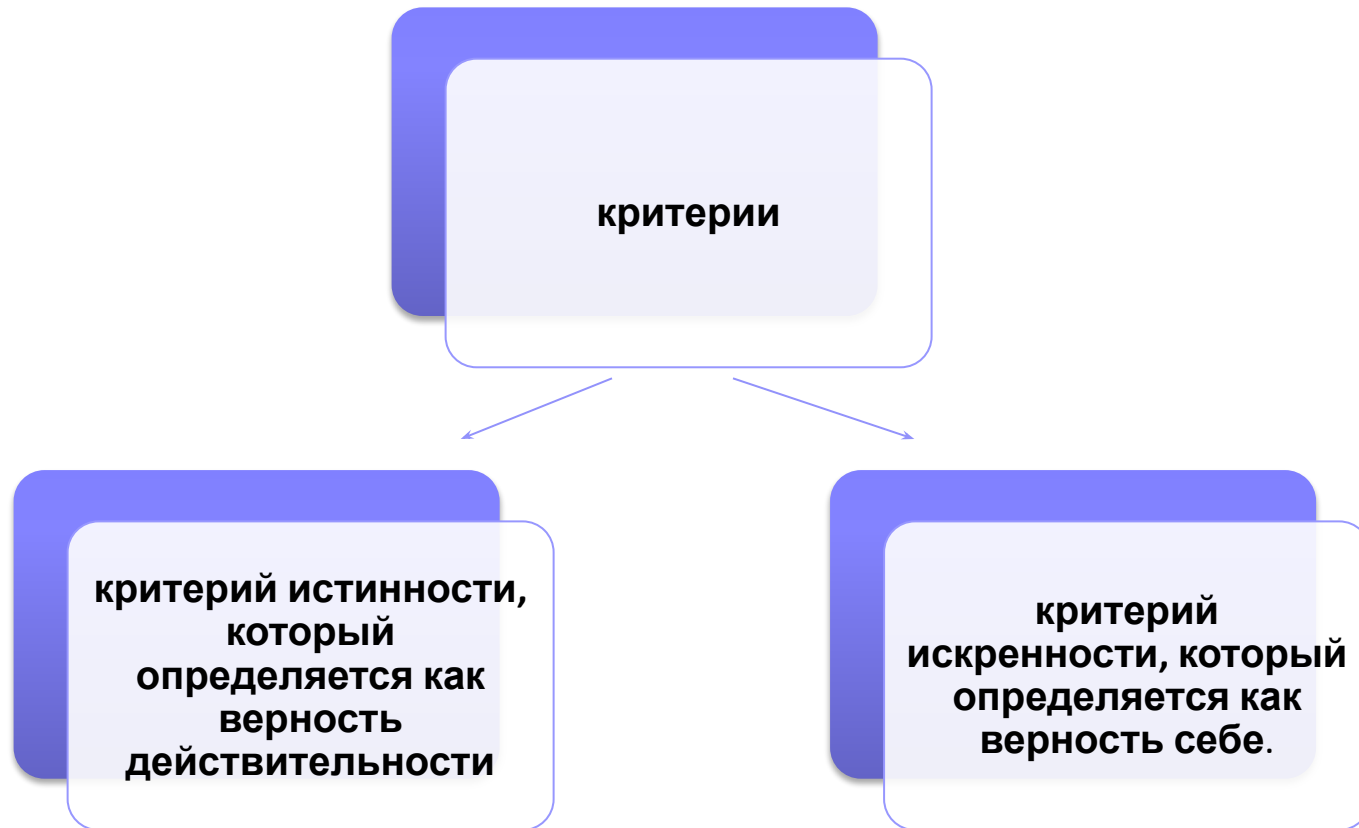 критерии
критерий истинности,
который
определяется как
верность
действительности
критерий
искренности, который
определяется как
верность себе.